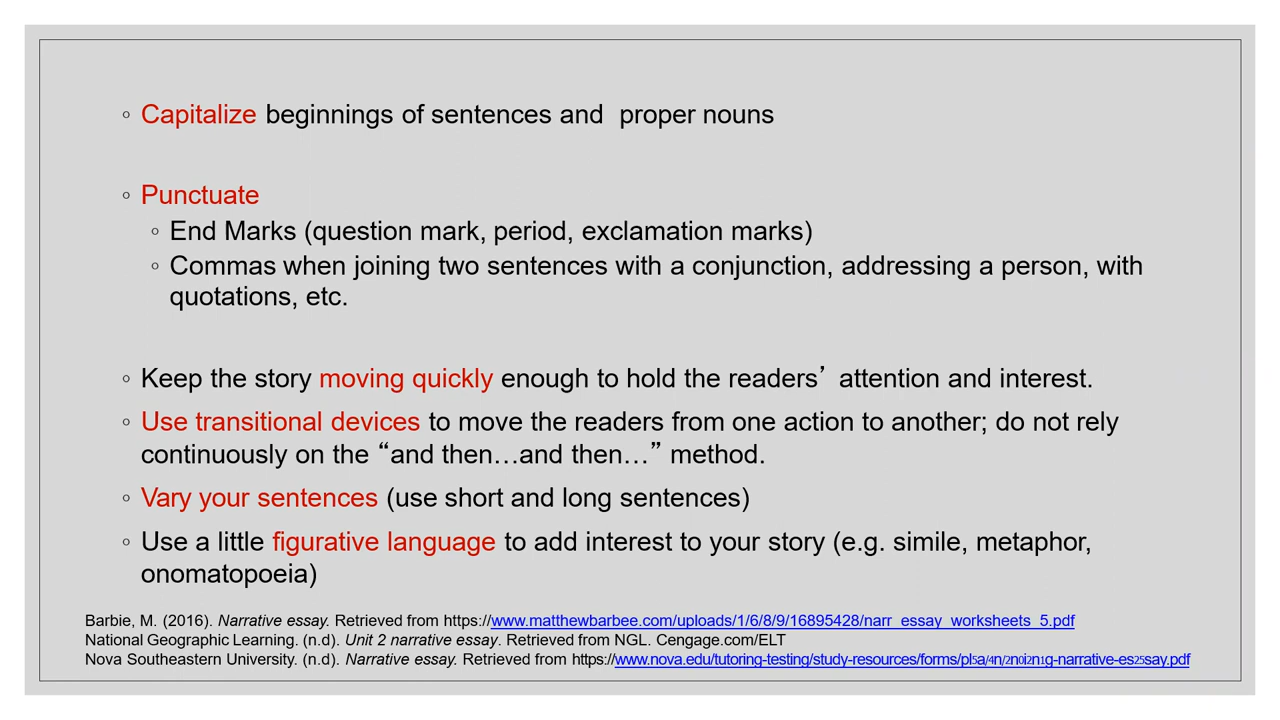 ◦ Capitalize beginnings of sentences and  proper nouns
◦ Punctuate
◦ End Marks (question mark, period, exclamation marks)
◦ Commas when joining two sentences with a conjunction, addressing a person, with
quotations, etc.
◦ Keep the story moving quickly enough to hold the readers’ attention and interest.
◦ Use transitional devices to move the readers from one action to another; do not rely
continuously on the “and then…and then…” method.
◦ Vary your sentences (use short and long sentences)
◦ Use a little figurative language to add interest to your story (e.g. simile, metaphor,
onomatopoeia)
Barbie, M. (2016). Narrative essay. Retrieved from https://www.matthewbarbee.com/uploads/1/6/8/9/16895428/narr_essay_worksheets_5.pdf
National Geographic Learning. (n.d). Unit 2 narrative essay. Retrieved from NGL. Cengage.com/ELT
Nova Southeastern University. (n.d). Narrative essay. Retrieved from https://www.nova.edu/tutoring-testing/study-resources/forms/pl5a/4n/2n0i2n1g-narrative-es25say.pdf